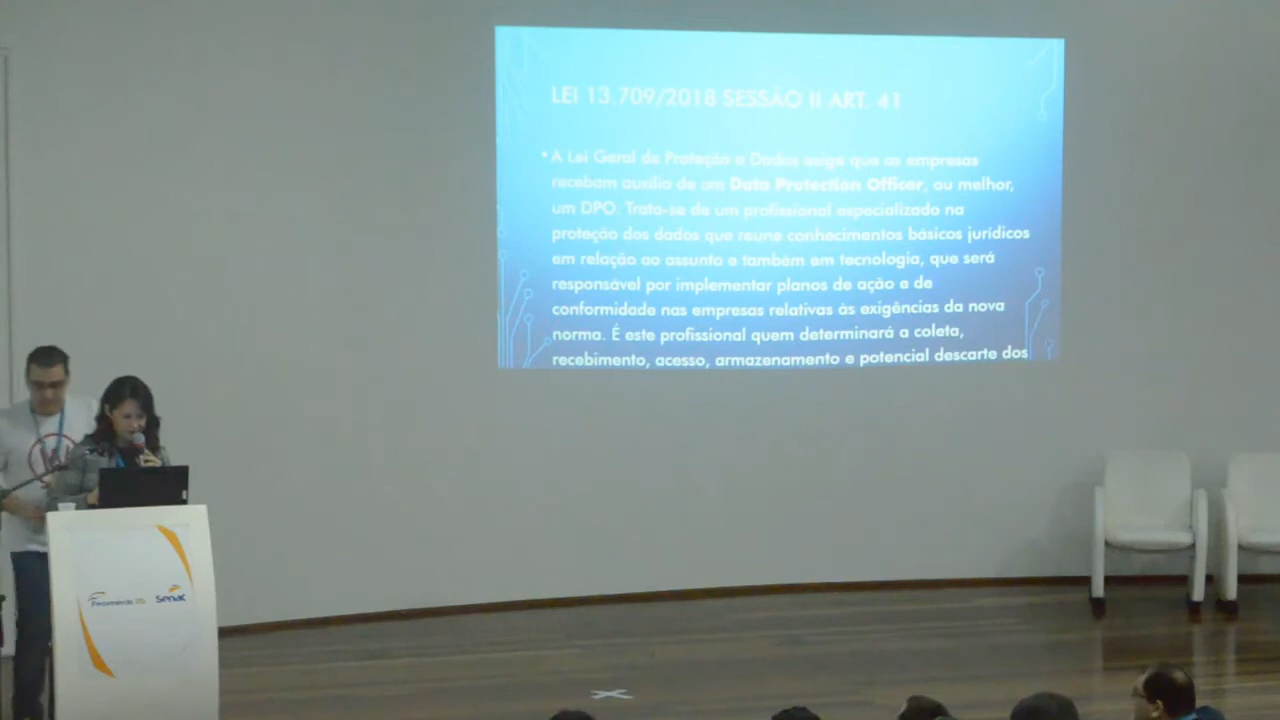 LEI 13.709/2018 SESSÃO II ART. 41
• A Lei Geral de Proteção a Dados exige que as empresas
recebam auxílio de um Data Protection Officer, ou melhor,
um DPO. Trata-se de um profissional especializado na
proteção dos dados que reune conhecimentos básicos jurídicos
em relação ao assunto e também em tecnologia, que será
responsável por implementar planos de ação e de
conformidade nas empresas relativas às exigências da nova
norma. É este profissional quem determinará a coleta,
recebimento, acesso, armazenamento e potencial descarte dos
Fecomércio RS Senac